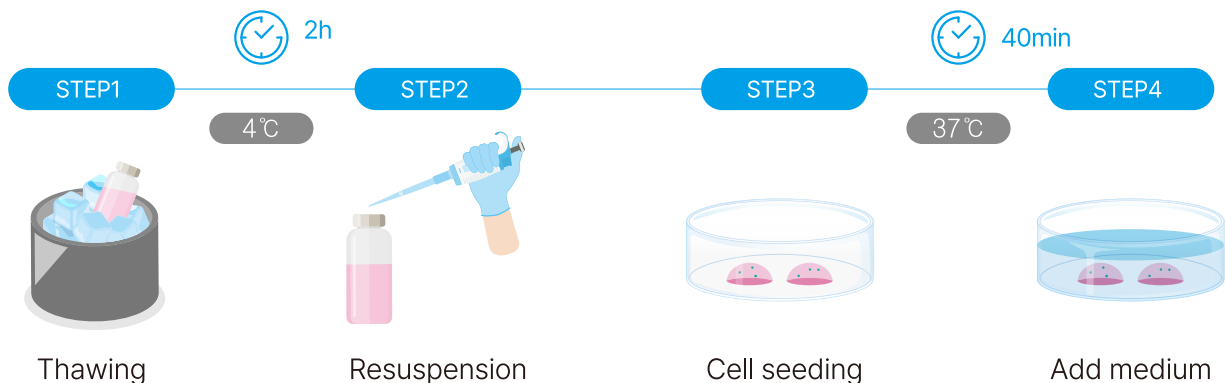 2h
40min
STEP1
STEP2
STEP3
STEP4
4℃
37℃
Thawing
Resuspension
Cell seeding
Add medium